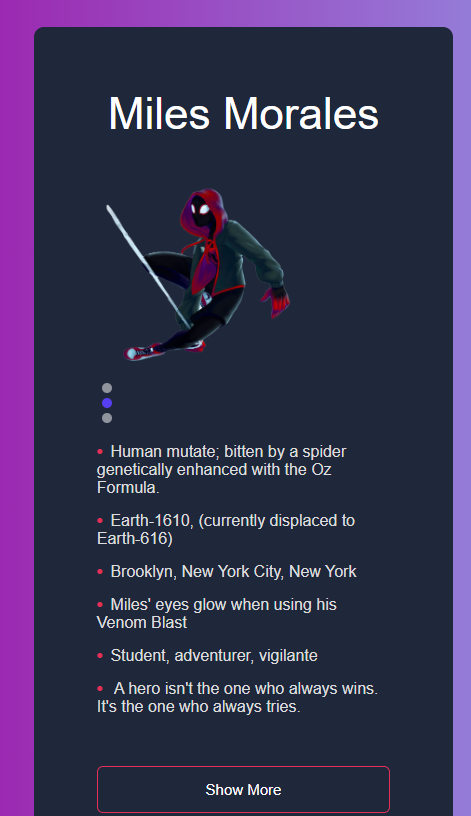 Miles Morales
• Human mutate; bitten by a spider
genetically enhanced with the Oz
Formula.
• Earth-1610, (currently displaced to
Earth-616)
• Brooklyn, New York City, New York
• Miles' eyes glow when using his
Venom Blast
• Student, adventurer, vigilante
• A hero isn't the one who always wins.
It's the one who always tries.
Show More